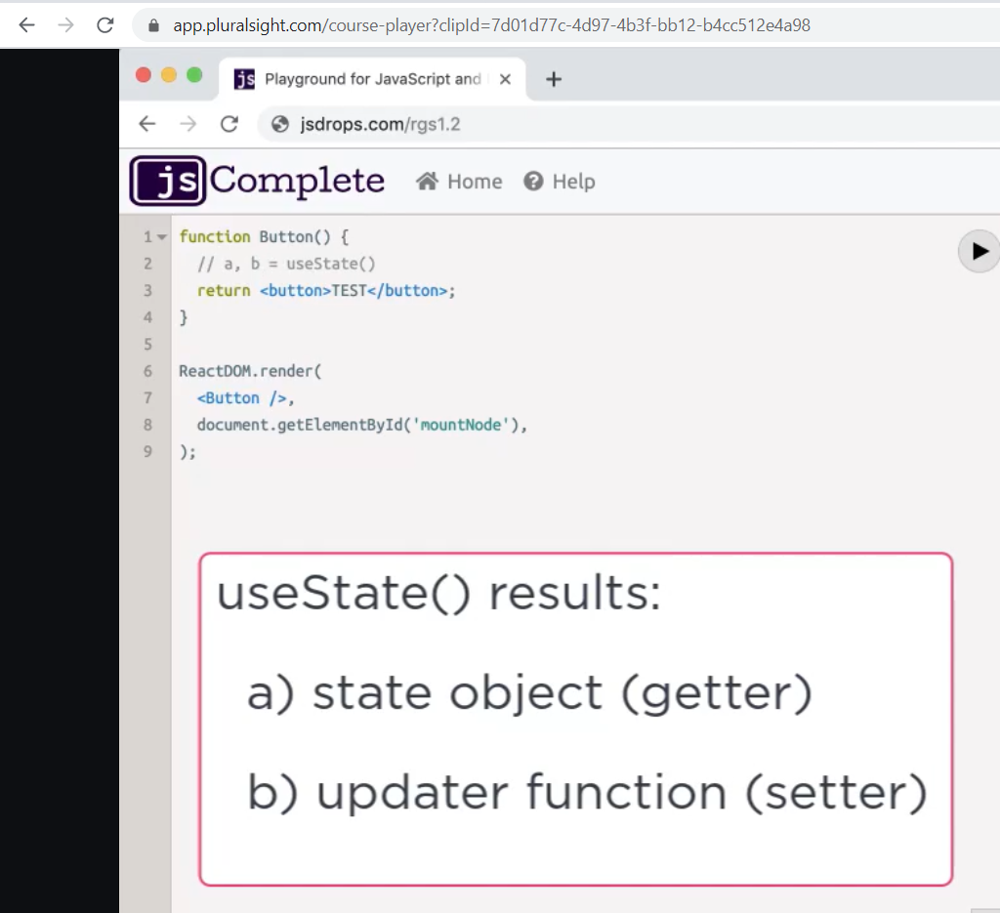 app.pluralsight.com/course-player?clipId=7d01d77c-4d97-4b3f-bb12-b4cc512e4a98
js Playground for JavaScript and
jsdrops.com/rgs1.2
jsComplete Home Help
1 function Button() {
2 // a, b = useState()
3 return <button>TEST</button>;
4 }
5
6 ReactDOM.render(
7 <Button />,
8 document.getElementById('mountNode'),
9 );
useState() results:
a) state object (getter)
b) updater function (setter)